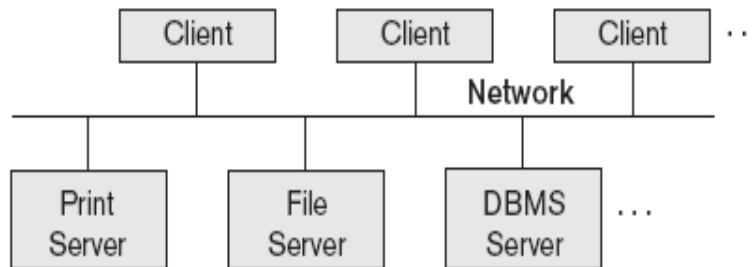 Client Client Client ..
Network
Print File DBMS ...
Server Server Server